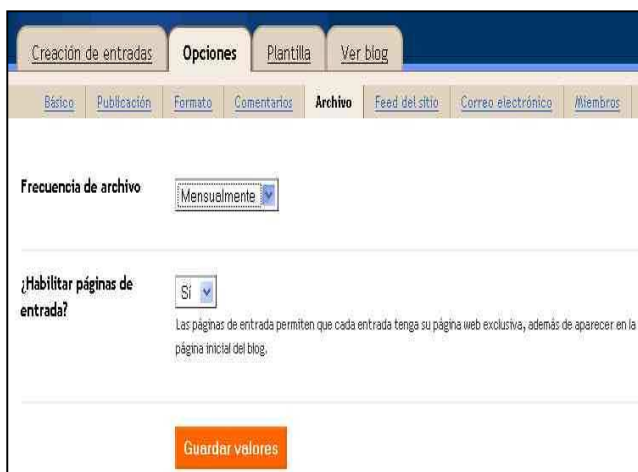 Creación de entradas Opciones Plantilla Ver blog
Básico Publicación Formato Comentarios Archivo Feed del sitio Correo electrónico Miembros
Frecuencia de archivo Mensualmente
¿Habilitar páginas de
entrada?
Sí
Las páginas de entrada permiten que cada entrada tenga su página web exclusiva, además de aparecer en la
página inicial del blog.
Guardar valores